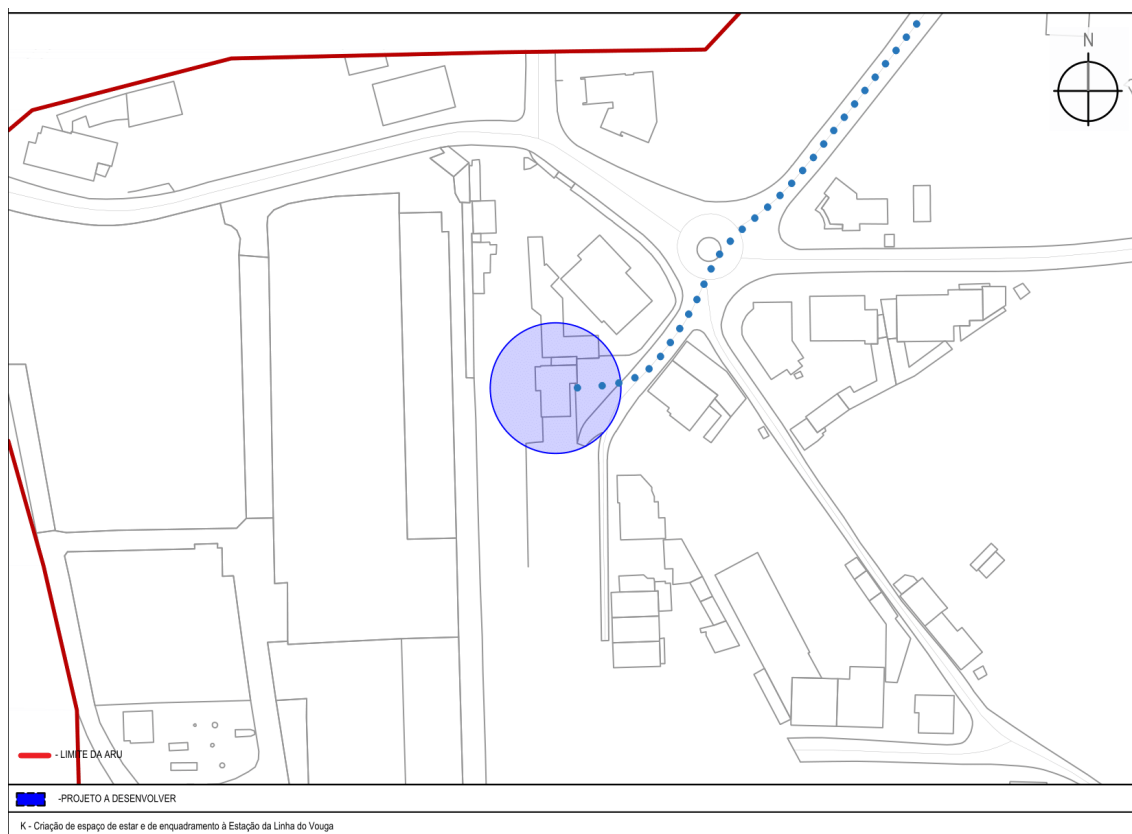 N
- LIMITE DA ARU
-PROJETO A DESENVOLVER
K - Criação de espaço de estar e de enquadramento à Estação da Linha do Vouga